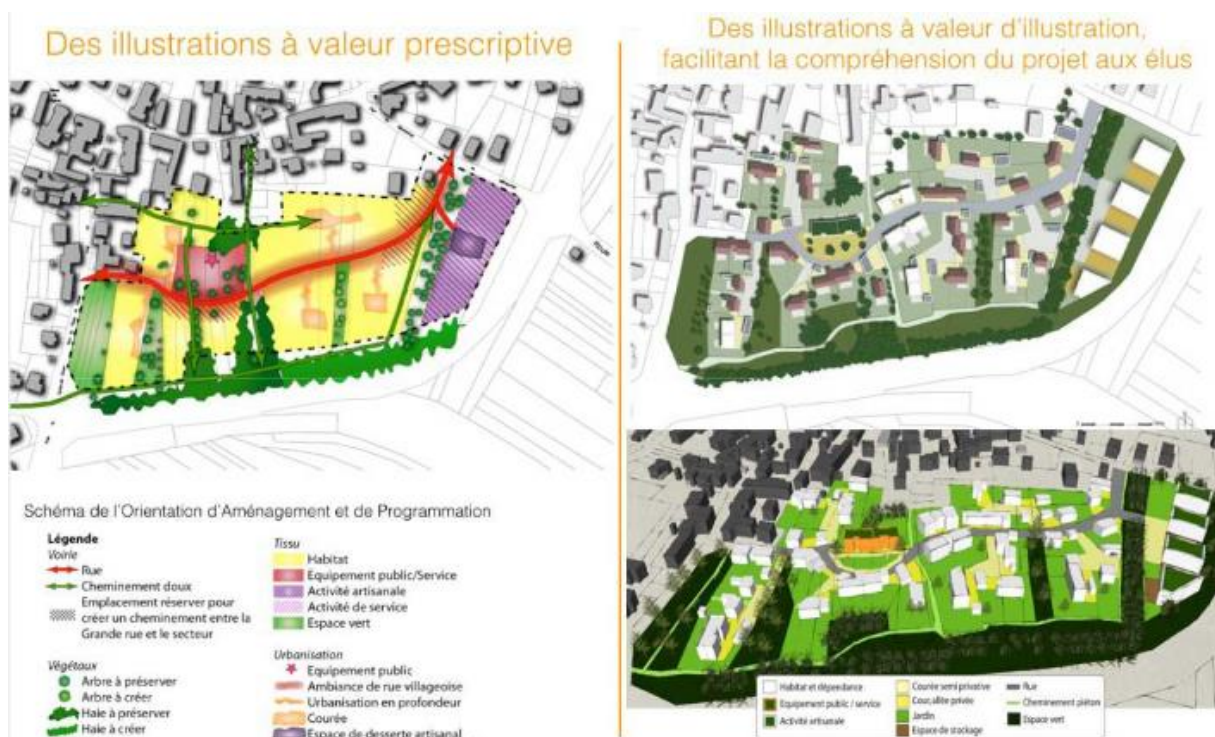 Des illustrations à valeur prescriptive
Schéma de l'Orientation d'Aménagement et de Programmation
Légende
Voirie
Rue
Cheminement doux
Emplacement réserver pour
créer un cheminement entre la
Grande rue et le secteur
Végétaux
Arbre à préserver
Arbre à créer
Haie à préserver
Haie à créer
Tissu
Habitat
Equipement public/Service
Activité artisanale
Activité de service
Espace vert
Urbanisation
Equipement public
Ambiance de rue villageoise
Urbanisation en profondeur
Courée
Espace de desserte artisanal
Des illustrations à valeur d'illustration,
facilitant la compréhension du projet aux élus
Habitat et dépendance
Equipement public / service
Activité artisanale
Courée semi privative
Cour, allée privée
Jardin
Espace de stockage
Rue
Cheminement piéton
Espace vert